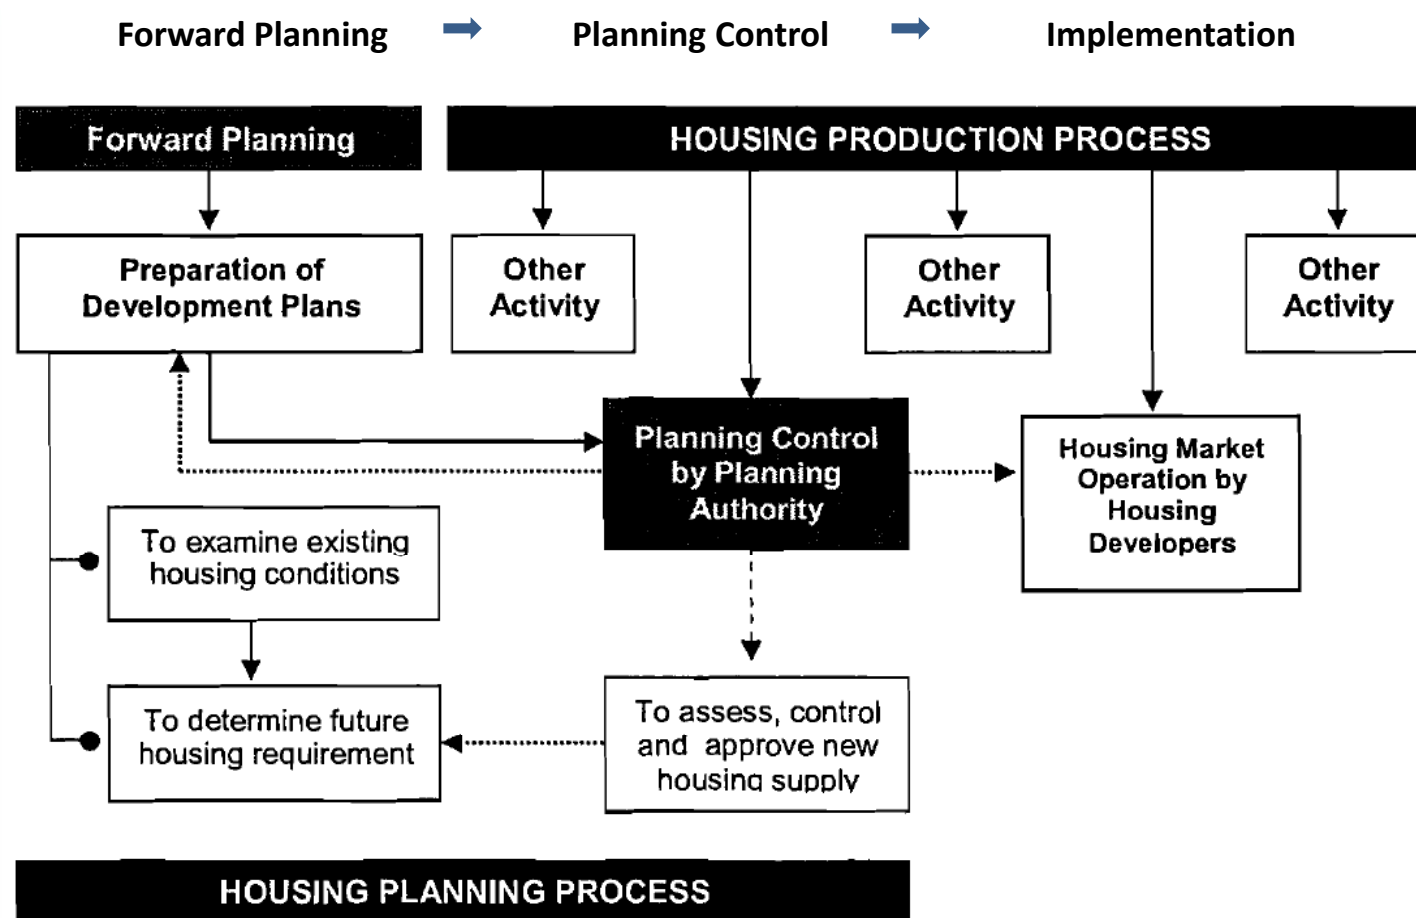 Forward Planning
Planning Control
Implementation
Forward Planning
HOUSING PRODUCTION PROCESS
Preparation of
Development Plans
Other
Activity
Other
Activity
Other
Activity
Planning Control
by Planning
Authority
Housing Market
Operation by
Housing
Developers
To examine existing
housing conditions
To determine future
housing requirement
To assess, control
and approve new
housing supply
HOUSING PLANNING PROCESS